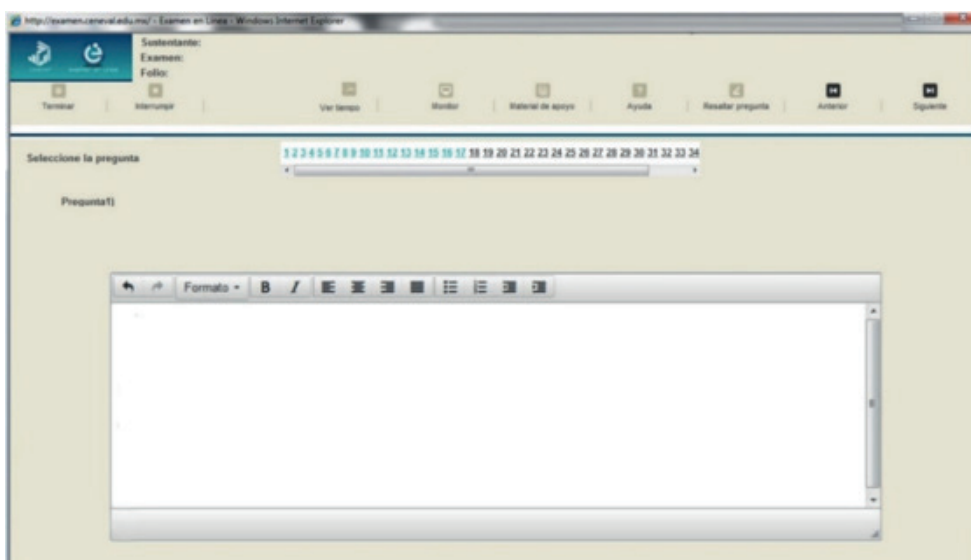 http://examen.ceneval.edu.mx/ - Examen en Línea - Windows Internet Explorer
Sustentante:
Examen:
Folio:
Terminar
Interrumpir
Ver tiempo
Monitor
Material de apoyo
Ayuda
Resaltar pregunta
Anterior
Siguiente
Seleccione la pregunta
1 2 3 4 5 6 7 8 9 10 11 12 13 14 15 16 17 18 19 20 21 22 23 24 25 26 27 28 29 30 31 32 33 34
Pregunta1)
Formato
B I